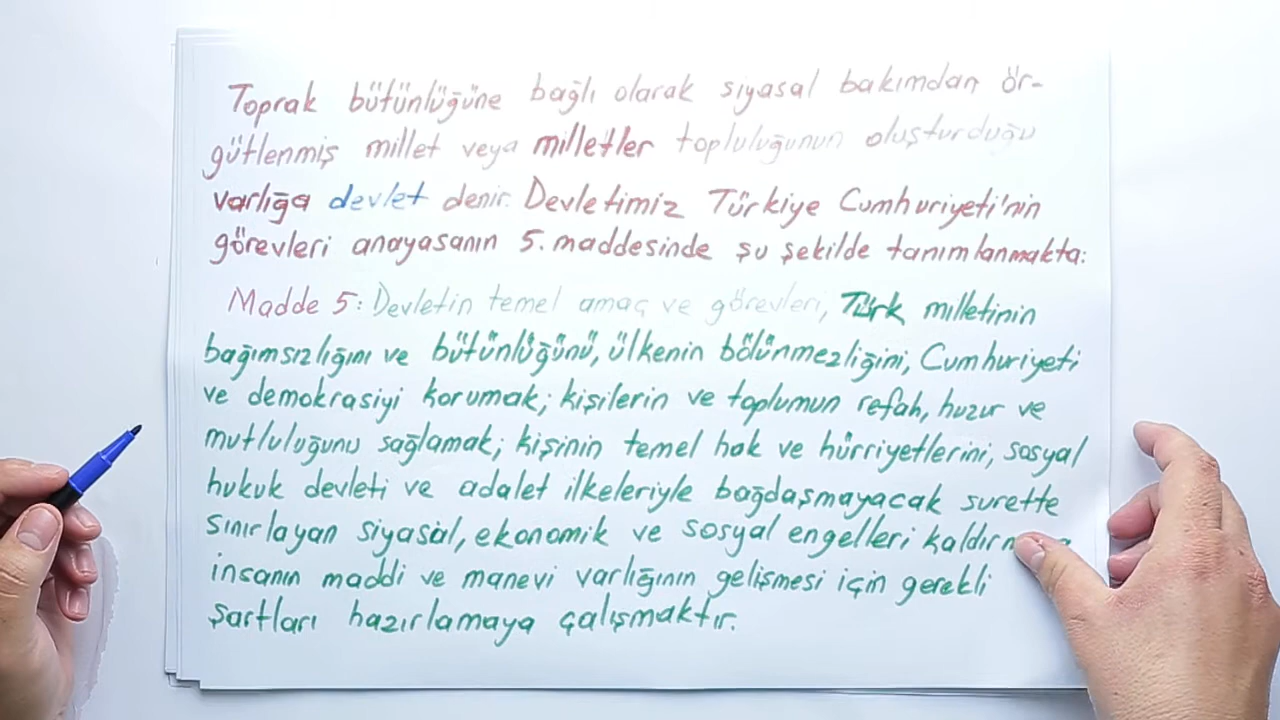 Toprak bütünlüğüne bağlı olarak siyasal bakımdan ör-
gütlenmiş millet veya milletler topluluğunun oluşturduğu
varlığa devlet denir. Devletimiz Türkiye Cumhuriyeti'nin
görevleri anayasanın 5. maddesinde şu şekilde tanımlanmakta:
Madde 5: Devletin temel amaç ve görevleri, Türk milletinin
bağımsızlığını ve bütünlüğünü, ülkenin bölünmezliğini, Cumhuriyeti
ve demokrasiyi korumak; kişilerin ve toplumun refah, huzur ve
mutluluğunu sağlamak; kişinin temel hak ve hürriyetlerini, sosyal
hukuk devleti ve adalet ilkeleriyle bağdaşmayacak surette
sınırlayan siyasal, ekonomik ve sosyal engelleri
insanın maddi ve manevi varlığının gelişmesi için gerekli
şartları hazırlamaya çalışmaktır.